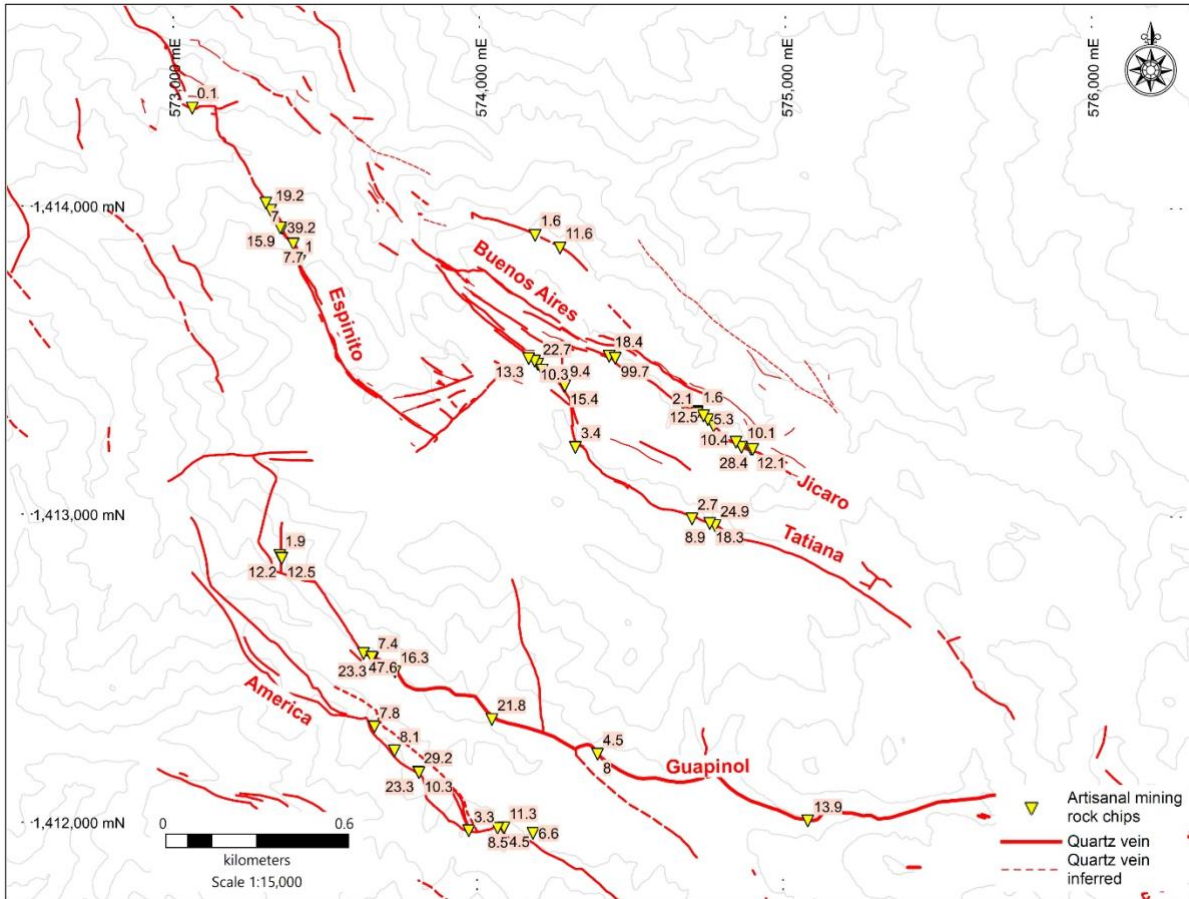 573,000 mE
574,000 mE
575,000 mE
576,000 mE
0.1
1,414,000 mN
19.2
7
39.2
15.9
1
7.7
Espinito
1.6
11.6
Buenos Aires
18.4
99.7
22.7
13.3
10.3
9.4
15.4
3.4
2.1
1.6
12.5
5.3
10.4
10.1
28.4
12.1
Jicaro
1,413,000 mN
2.7
24.9
8.9
18.3
Tatiana
1.9
12.2
12.5
7.4
23.3
47.6
16.3
America
7.8
8.1
29.2
23.3
10.3
21.8
4.5
8
Guapinol
13.9
1,412,000 mN
3.3
11.3
8.5
4.5
6.6
0
0.6
kilometers
Scale 1:15,000
Artisanal mining
rock chips
Quartz vein
Quartz vein
inferred